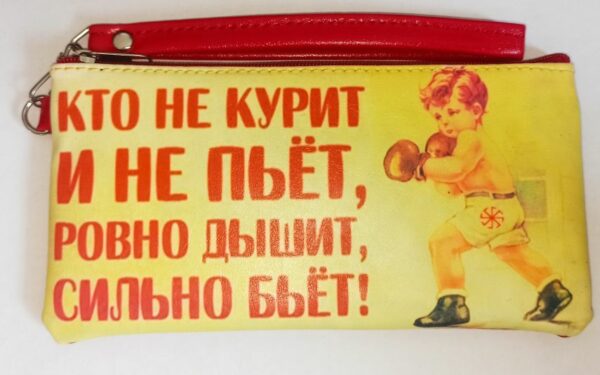 КТО НЕ КУРИТ
И НЕ ПЬЁТ,
РОВНО ДЫШИТ,
СИЛЬНО БЬЁТ!